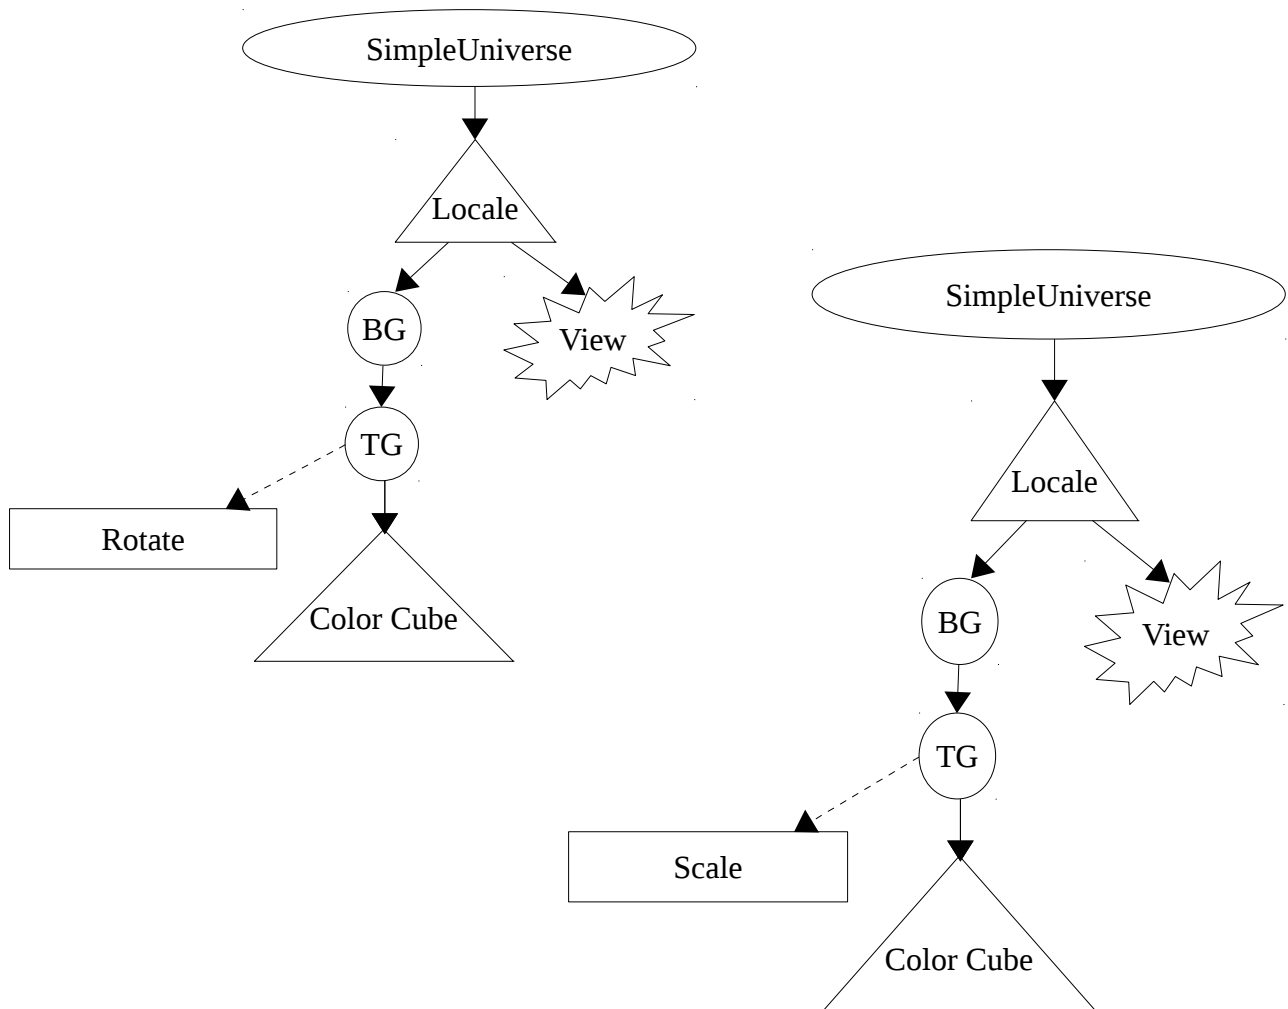 SimpleUniverse
Locale
BG
View
TG
Rotate
Color Cube
SimpleUniverse
Locale
BG
View
TG
Scale
Color Cube